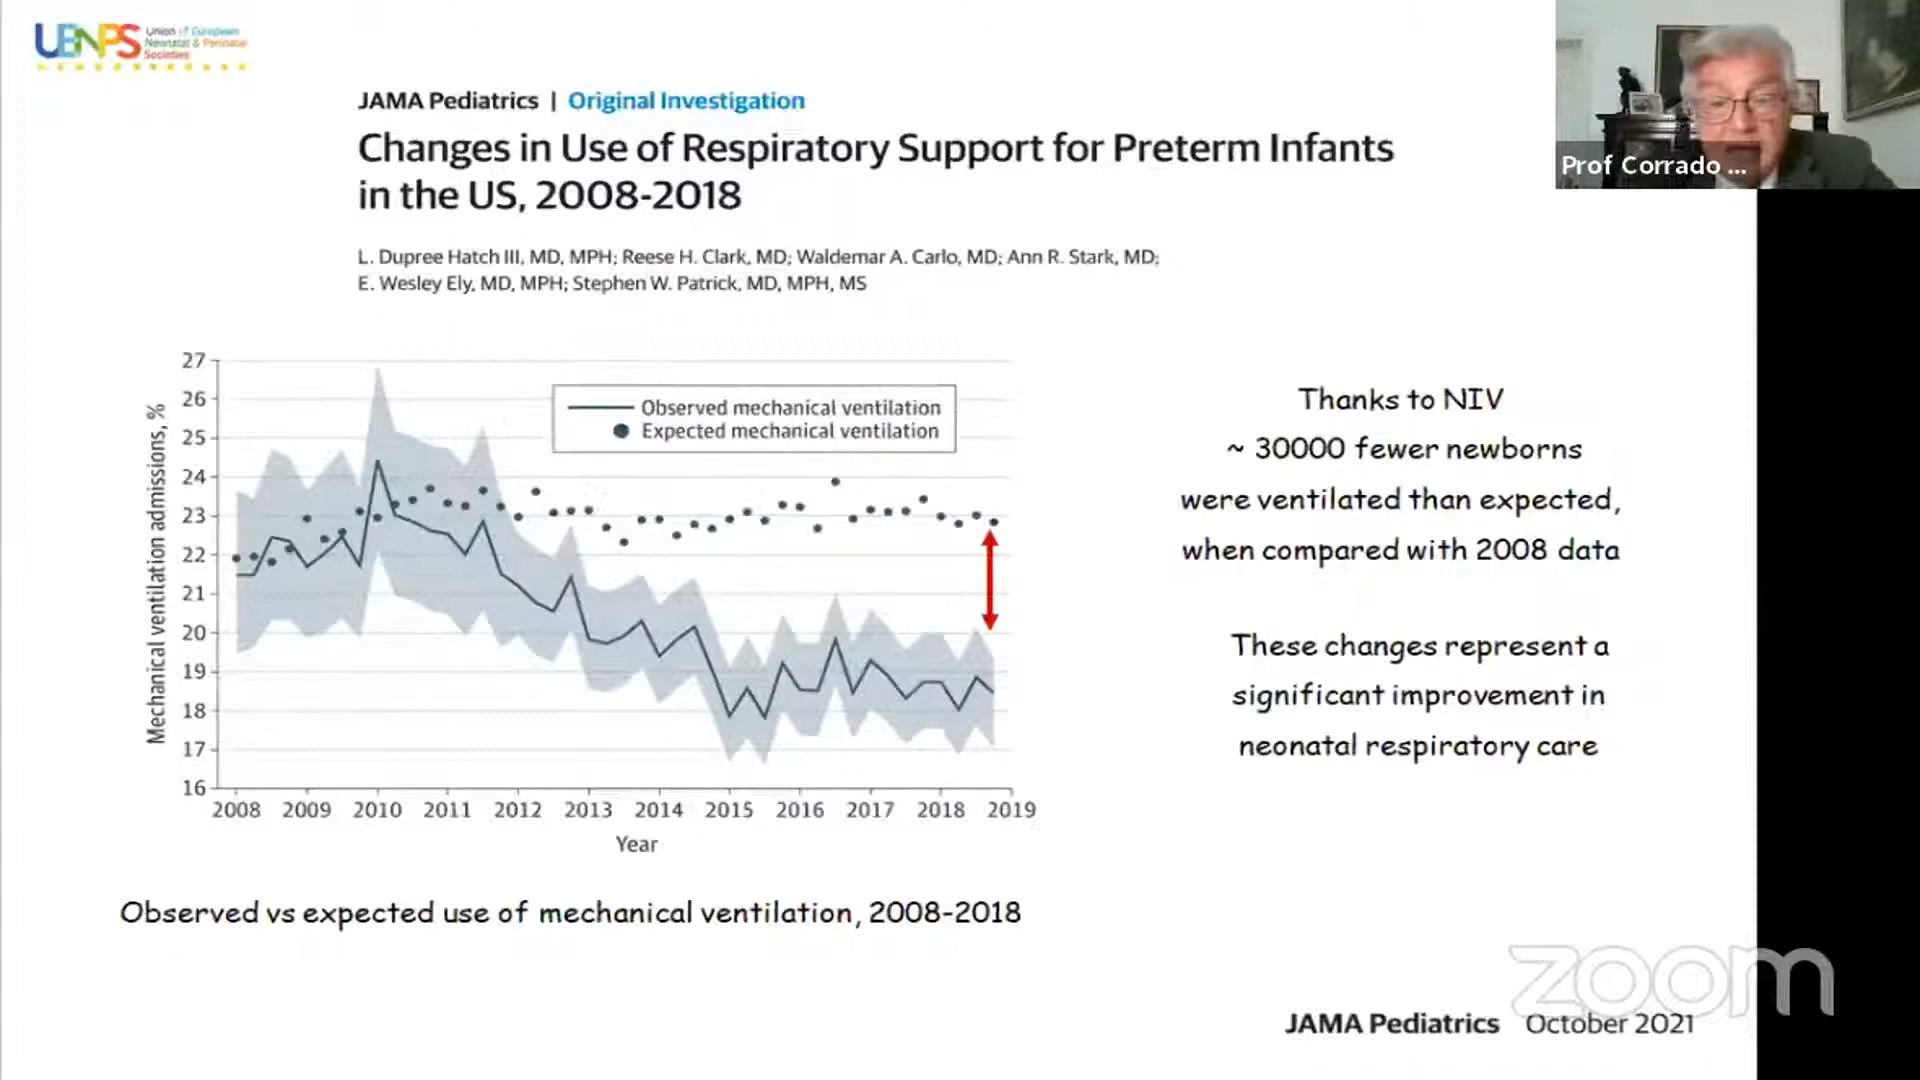 UENPS
Union of European
Neonatal & Perinatal
Societies
JAMA Pediatrics | Original Investigation
Changes in Use of Respiratory Support for Preterm Infants
in the US, 2008-2018
L. Dupree Hatch III, MD, MPH; Reese H. Clark, MD; Waldemar A. Carlo, MD; Ann R. Stark, MD;
E. Wesley Ely, MD, MPH; Stephen W. Patrick, MD, MPH, MS
Prof Corrado ...
Mechanical ventilation admissions, %
27
26
25
24
23
22
21
20
19
18
17
16
Observed mechanical ventilation
Expected mechanical ventilation
2008 2009 2010 2011 2012 2013 2014 2015 2016 2017 2018 2019
Year
Observed vs expected use of mechanical ventilation, 2008-2018
Thanks to NIV
~ 30000 fewer newborns
were ventilated than expected,
when compared with 2008 data
These changes represent a
significant improvement in
neonatal respiratory care
zoom
JAMA Pediatrics October 2021